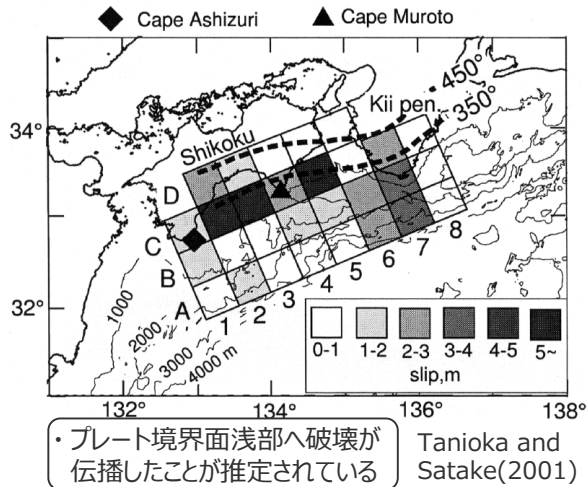 Cape Ashizuri Cape Muroto
450°
350°
Kii pen.
Shikoku
34°
32°
D
C
B
A
1 2 3 4 5 6 7 8
1000
2000
3000
4000 m
0-1 1-2 2-3 3-4 4-5 5~
slip,m
132° 134° 136° 138°
・プレート境界面浅部へ破壊が
伝播したことが推定されている
Tanioka and
Satake(2001)